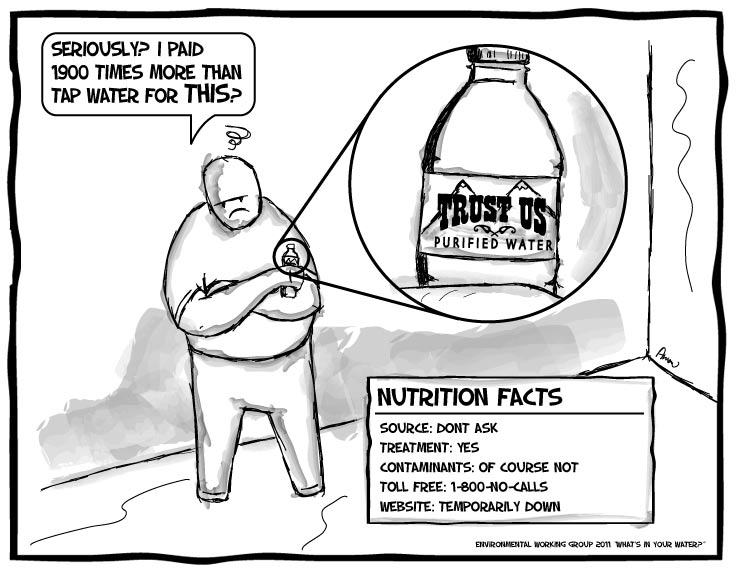 SERIOUSLY? I PAID
1900 TIMES MORE THAN
TAP WATER FOR THIS?
TRUST US
PURIFIED WATER
NUTRITION FACTS
SOURCE: DONT ASK
TREATMENT: YES
CONTAMINANTS: OF COURSE NOT
TOLL FREE: 1-800-NO-CALLS
WEBSITE: TEMPORARILY DOWN
ENVIRONMENTAL WORKING GROUP 2011 "WHAT'S IN YOUR WATER?"